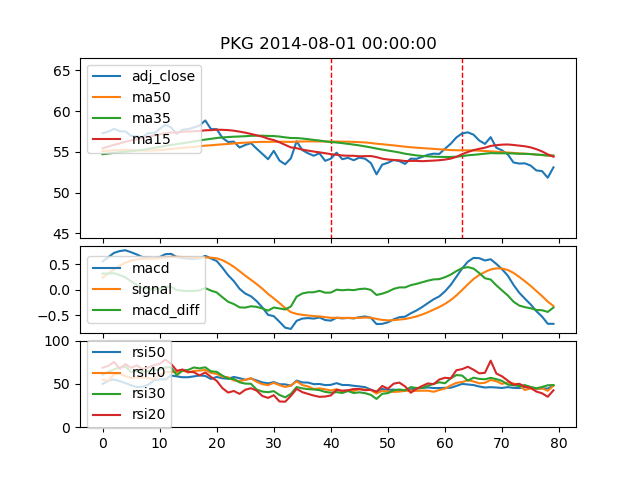 PKG 2014-08-01 00:00:00
65
60
55
50
45
adj_close
ma50
ma35
ma15
0.5
0.0
−0.5
macd
signal
macd_diff
100
50
0
rsi50
rsi40
rsi30
rsi20
0 10 20 30 40 50 60 70 80